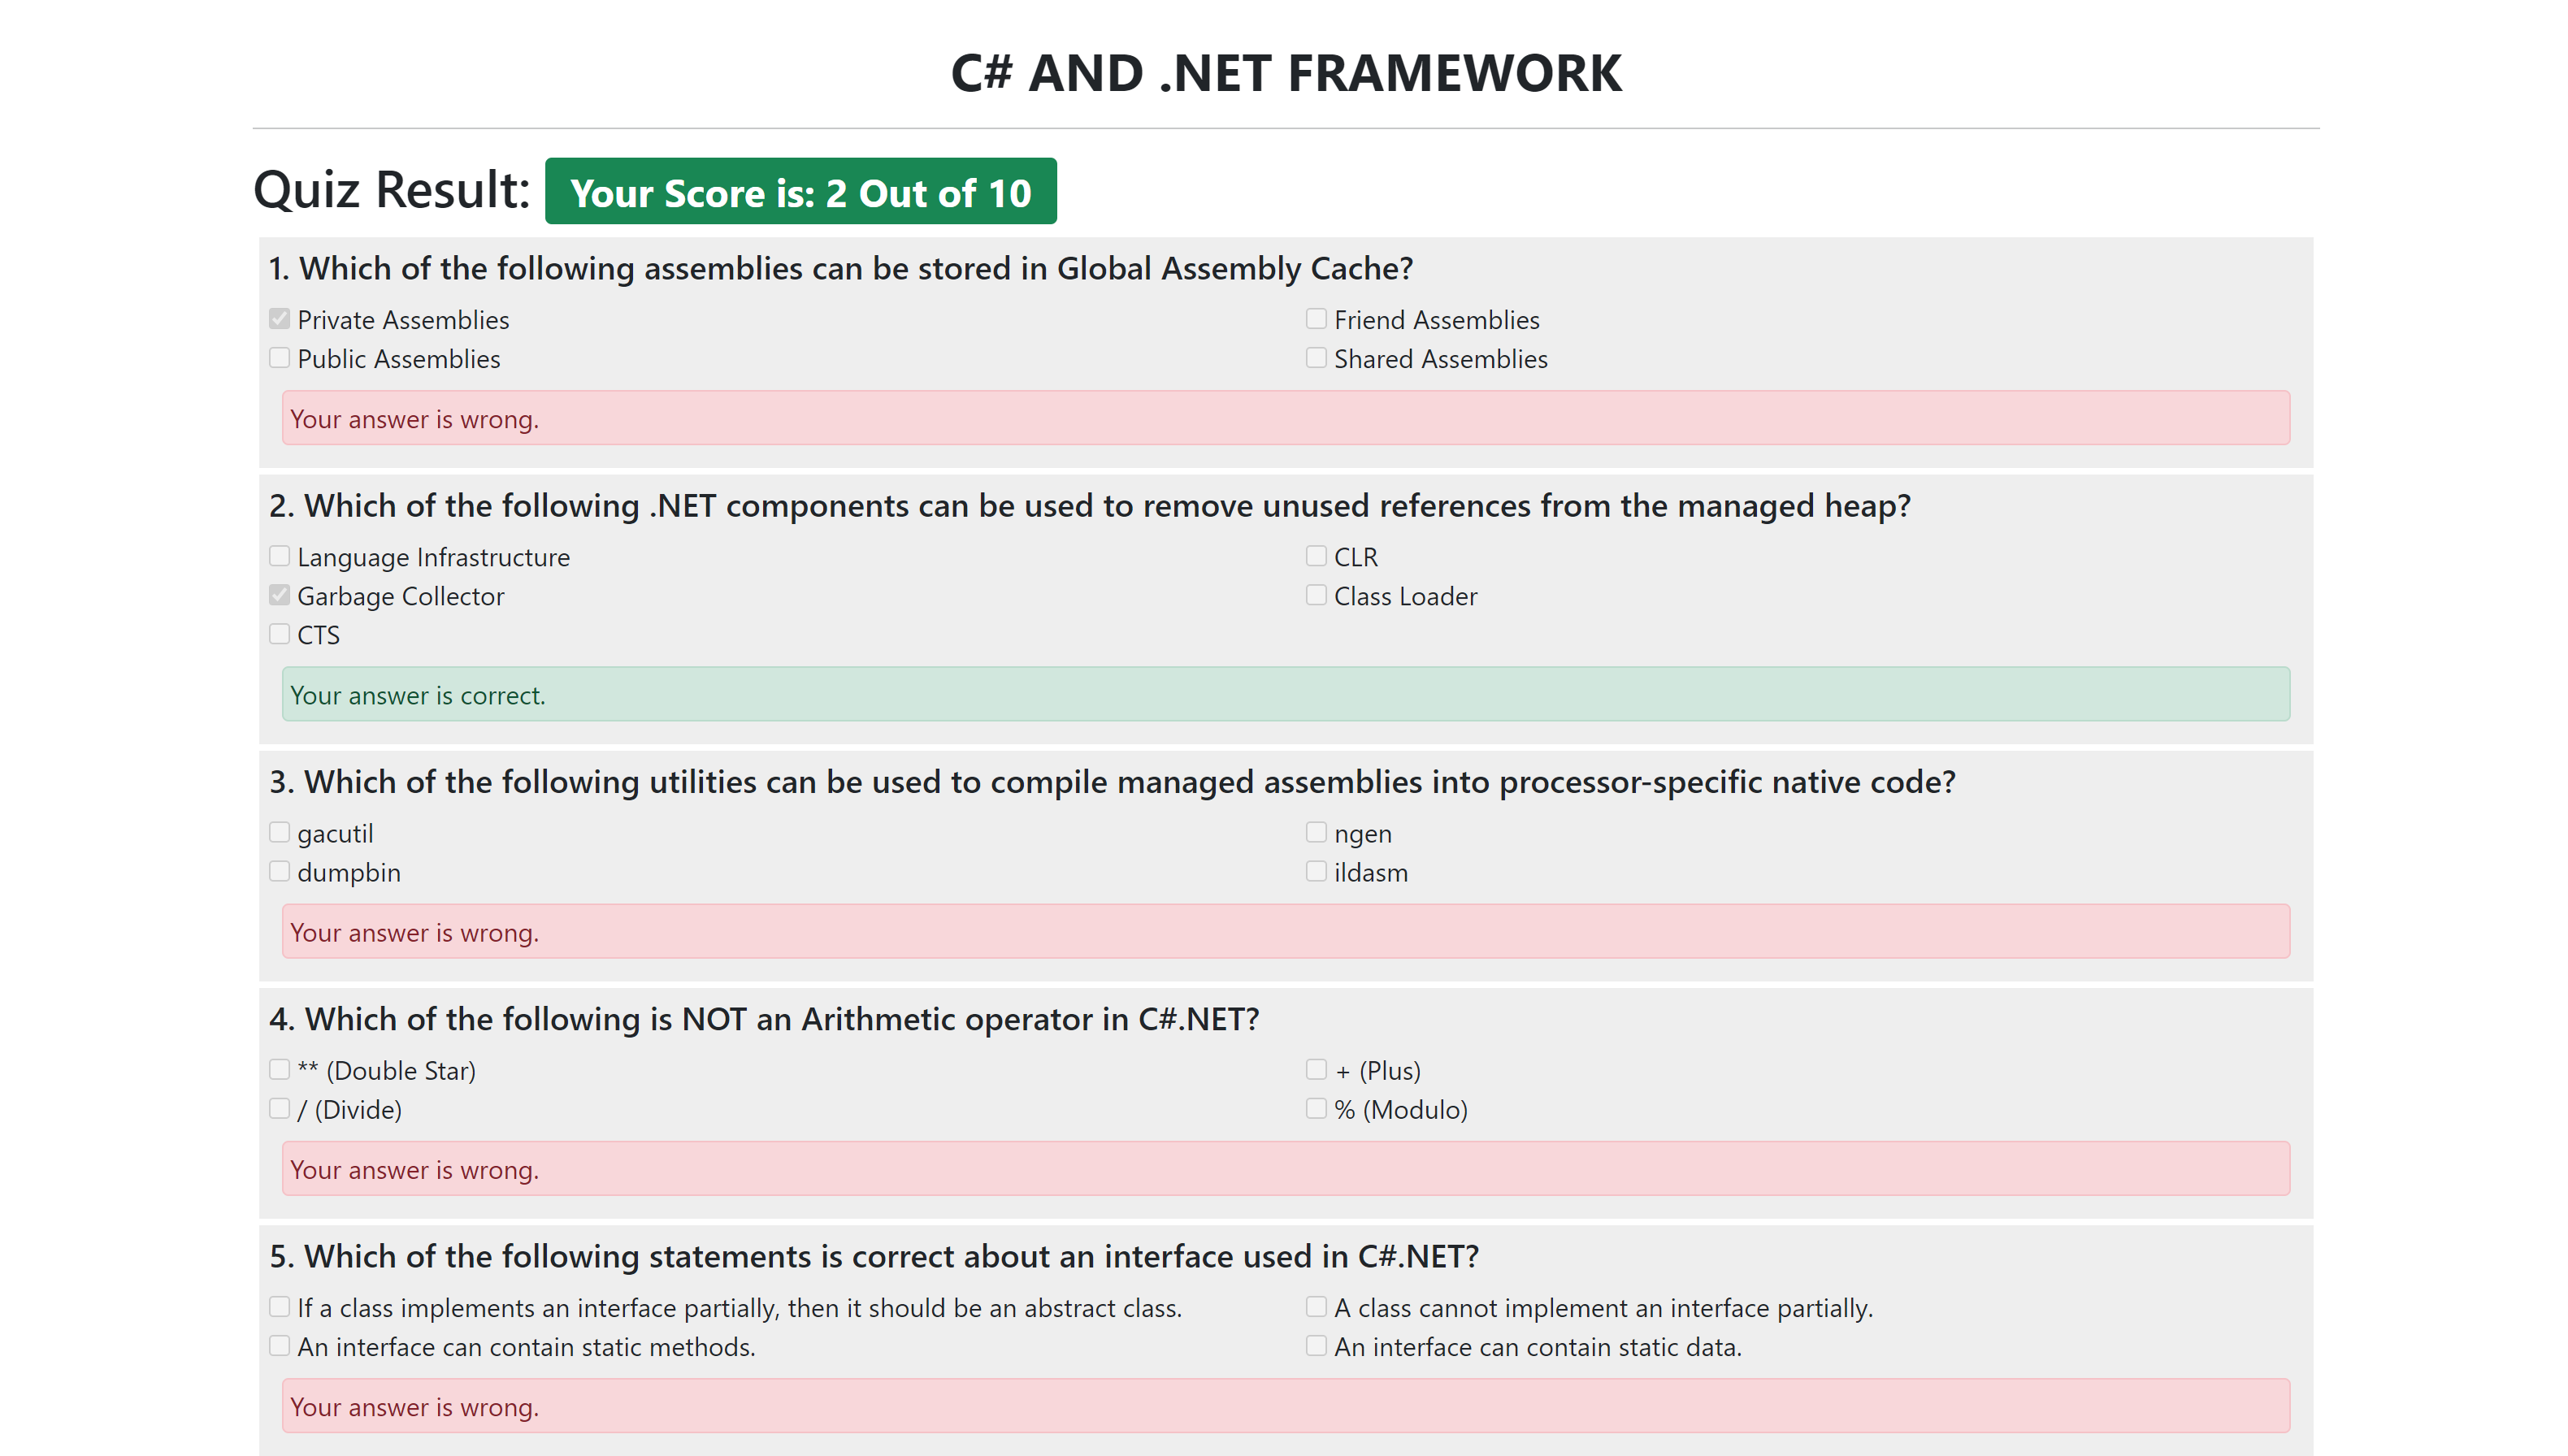 C# AND .NET FRAMEWORK
Quiz Result: Your Score is: 2 Out of 10
1. Which of the following assemblies can be stored in Global Assembly Cache?
Private Assemblies
Friend Assemblies
Public Assemblies
Shared Assemblies
Your answer is wrong.
2. Which of the following .NET components can be used to remove unused references from the managed heap?
Language Infrastructure
CLR
Garbage Collector
Class Loader
CTS
Your answer is correct.
3. Which of the following utilities can be used to compile managed assemblies into processor-specific native code?
gacutil
ngen
dumpbin
ildasm
Your answer is wrong.
4. Which of the following is NOT an Arithmetic operator in C#.NET?
** (Double Star)
+ (Plus)
/ (Divide)
% (Modulo)
Your answer is wrong.
5. Which of the following statements is correct about an interface used in C#.NET?
If a class implements an interface partially, then it should be an abstract class.
A class cannot implement an interface partially.
An interface can contain static methods.
An interface can contain static data.
Your answer is wrong.